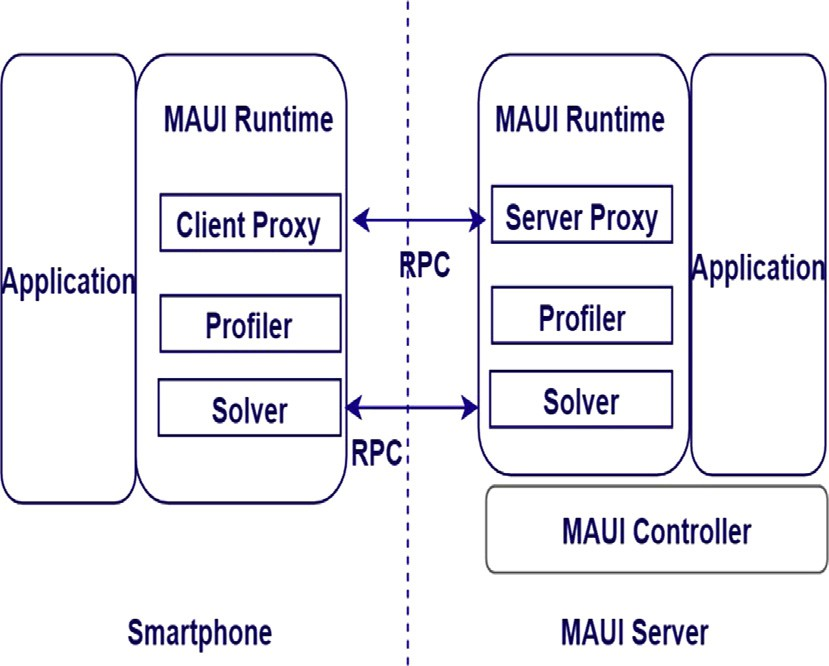 MAUI Runtime
Client Proxy
Application
Profiler
Solver
RPC
RPC
MAUI Runtime
Server Proxy
Application
Profiler
Solver
MAUI Controller
Smartphone
MAUI Server